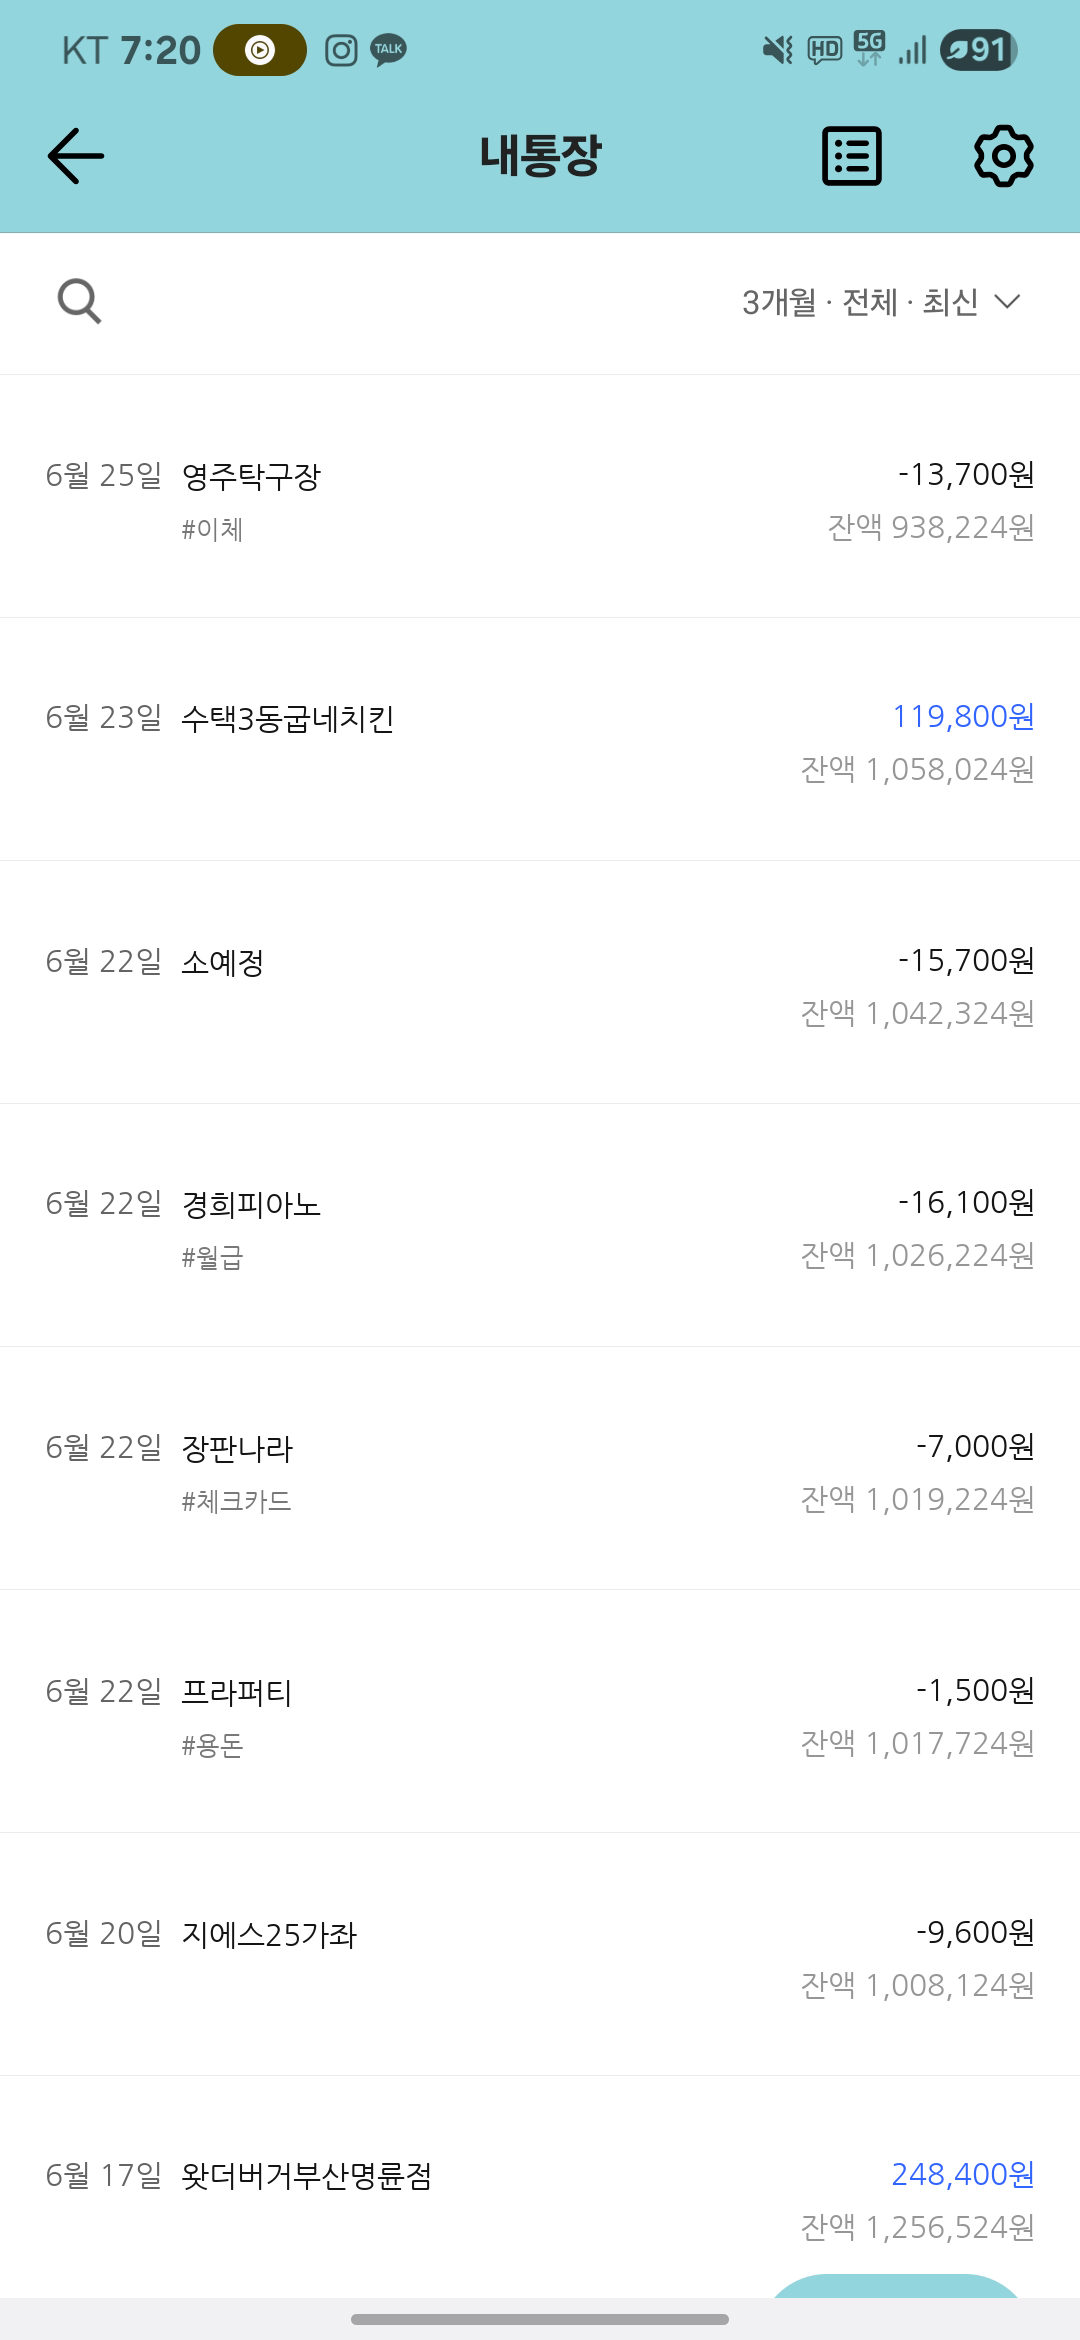 KT 7:20 TALK HD 5G 91
내통장
3개월 · 전체 · 최신
6월 25일 영주탁구장 -13,700원
#이체 잔액 938,224원
6월 23일 수택3동굽네치킨 119,800원
잔액 1,058,024원
6월 22일 소예정 -15,700원
잔액 1,042,324원
6월 22일 경희피아노 -16,100원
#월급 잔액 1,026,224원
6월 22일 장판나라 -7,000원
#체크카드 잔액 1,019,224원
6월 22일 프라퍼티 -1,500원
#용돈 잔액 1,017,724원
6월 20일 지에스25가좌 -9,600원
잔액 1,008,124원
6월 17일 왓더버거부산명륜점 248,400원
잔액 1,256,524원